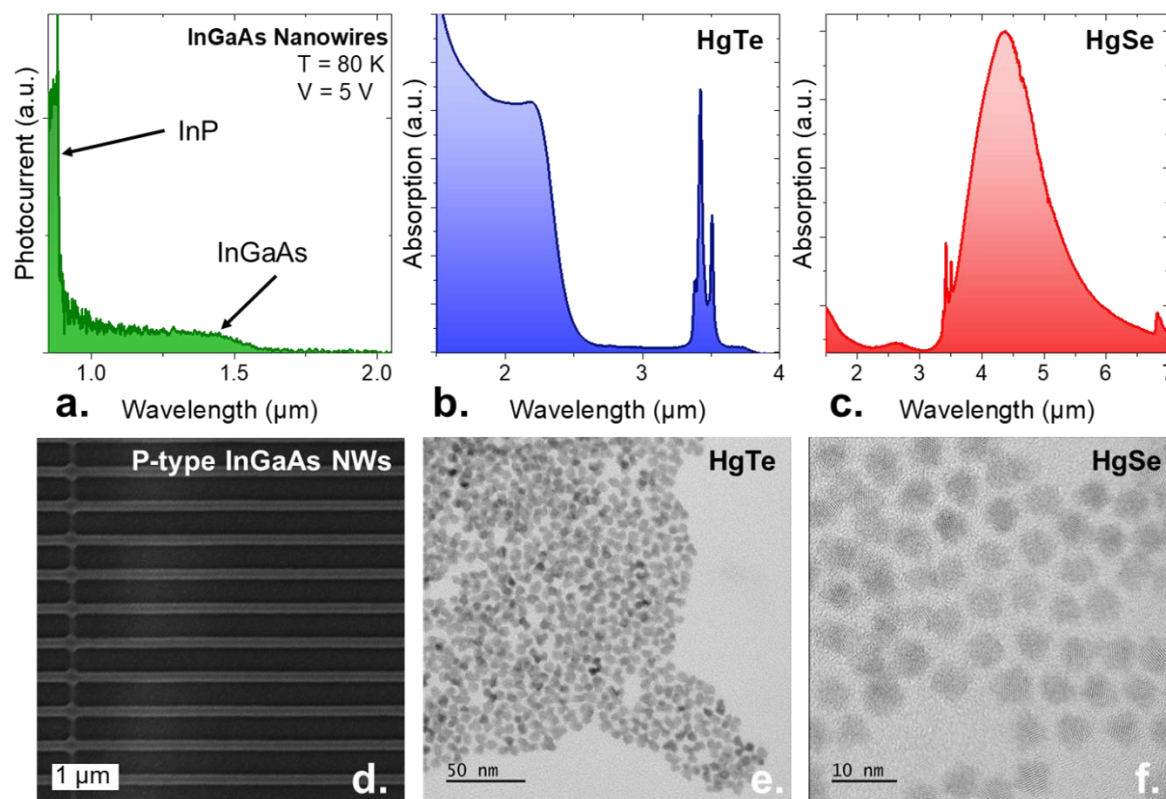 InGaAs Nanowires
T = 80 K
V = 5 V
InP
InGaAs
Photocurrent (a.u.)
1.0 1.5 2.0
a. Wavelength (µm)
HgTe
Absorption (a.u.)
2 3 4
b. Wavelength (µm)
HgSe
Absorption (a.u.)
2 3 4 5 6 7
c. Wavelength (µm)
P-type InGaAs NWs
1 µm
d.
HgTe
50 nm
e.
HgSe
10 nm
f.